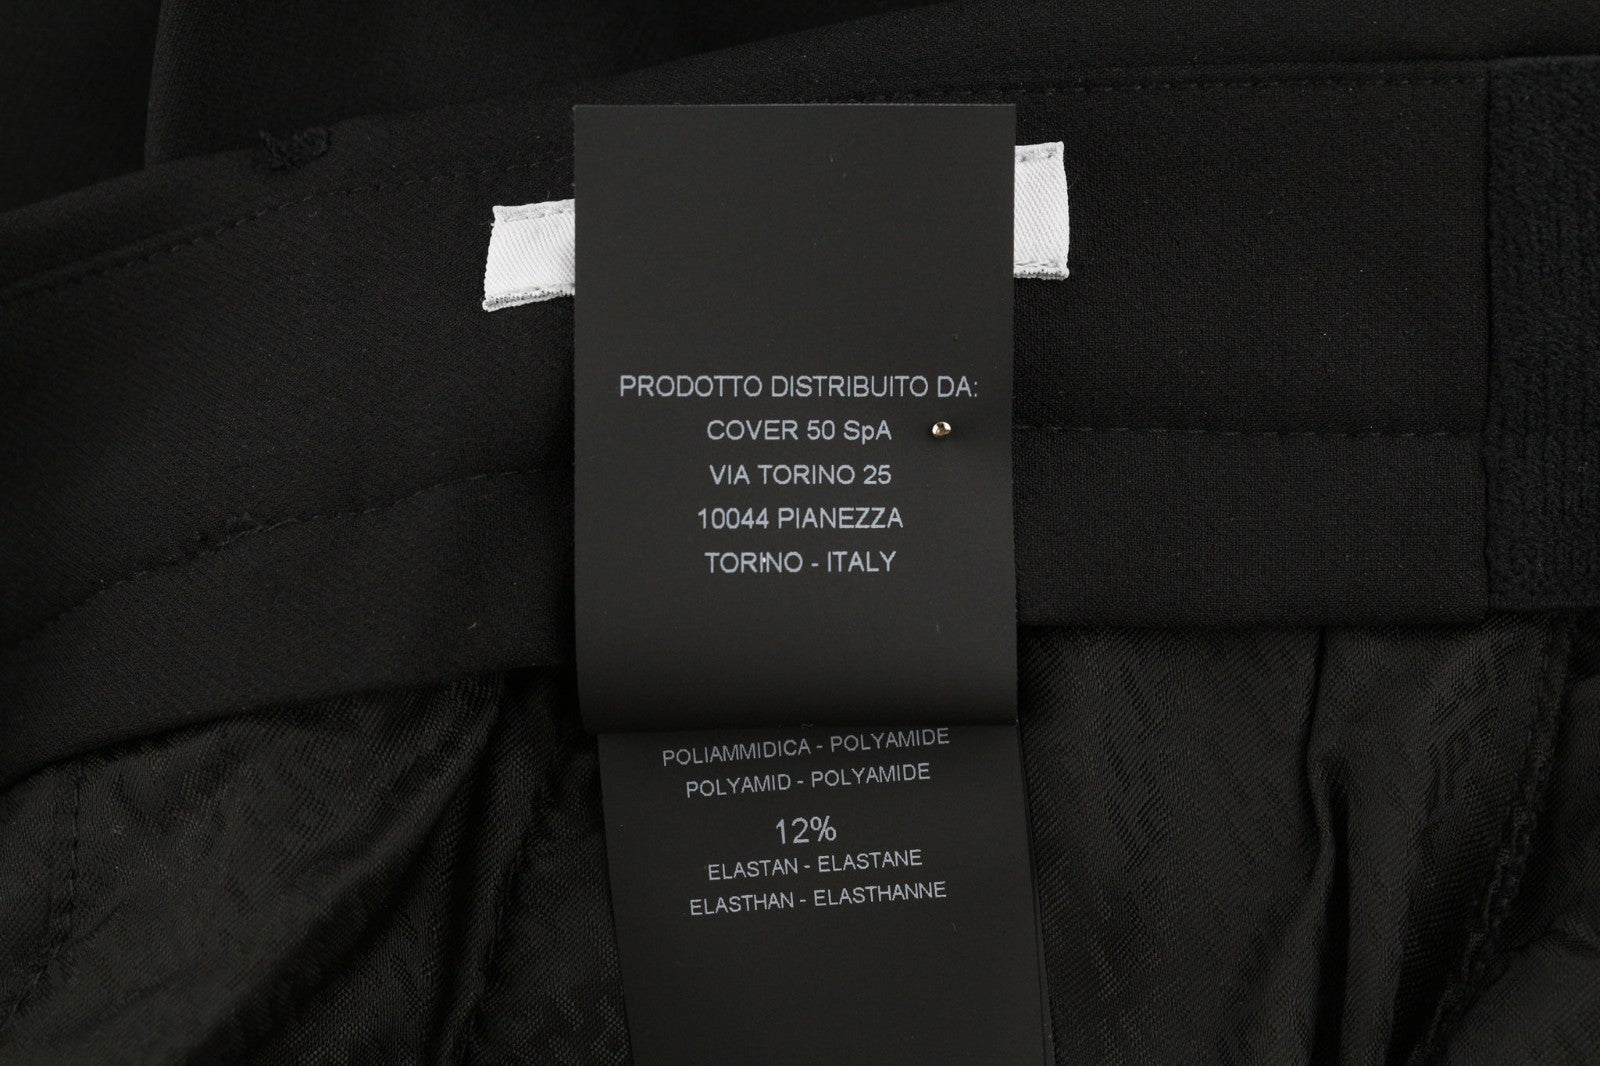 PRODOTTO DISTRIBUITO DA:
COVER 50 SpA
VIA TORINO 25
10044 PIANEZZA
TORINO - ITALY
POLIAMMIDICA - POLYAMIDE
POLYAMID - POLYAMIDE
12%
ELASTAN - ELASTANE
ELASTHAN - ELASTHANNE